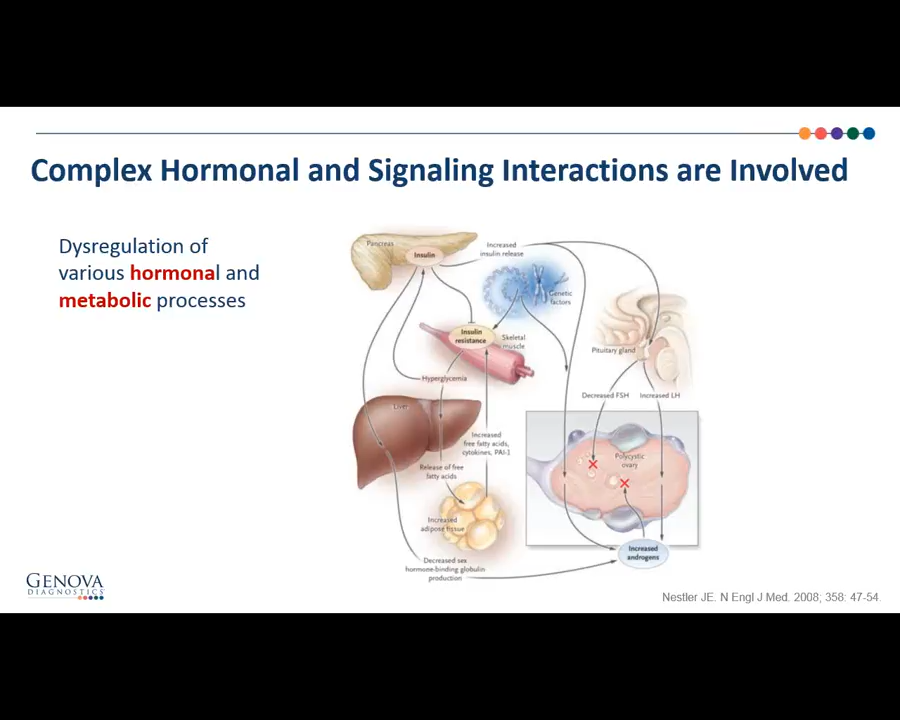 Complex Hormonal and Signaling Interactions are Involved
Dysregulation of
various hormonal and
metabolic processes
Pancreas
Insulin
Increased
insulin release
Genetic
factors
Insulin
resistance
Skeletal
muscle
Pituitary gland
Hyperglycemia
Decreased FSH
Increased LH
Liver
Increased
free fatty acids,
cytokines, PAI-1
Polycystic
ovary
Release of free
fatty acids
Increased
adipose tissue
Increased
androgens
Decreased sex
hormone-binding globulin
production
GENOVA
DIAGNOSTICS
Nestler JE. N Engl J Med. 2008; 358: 47-54.